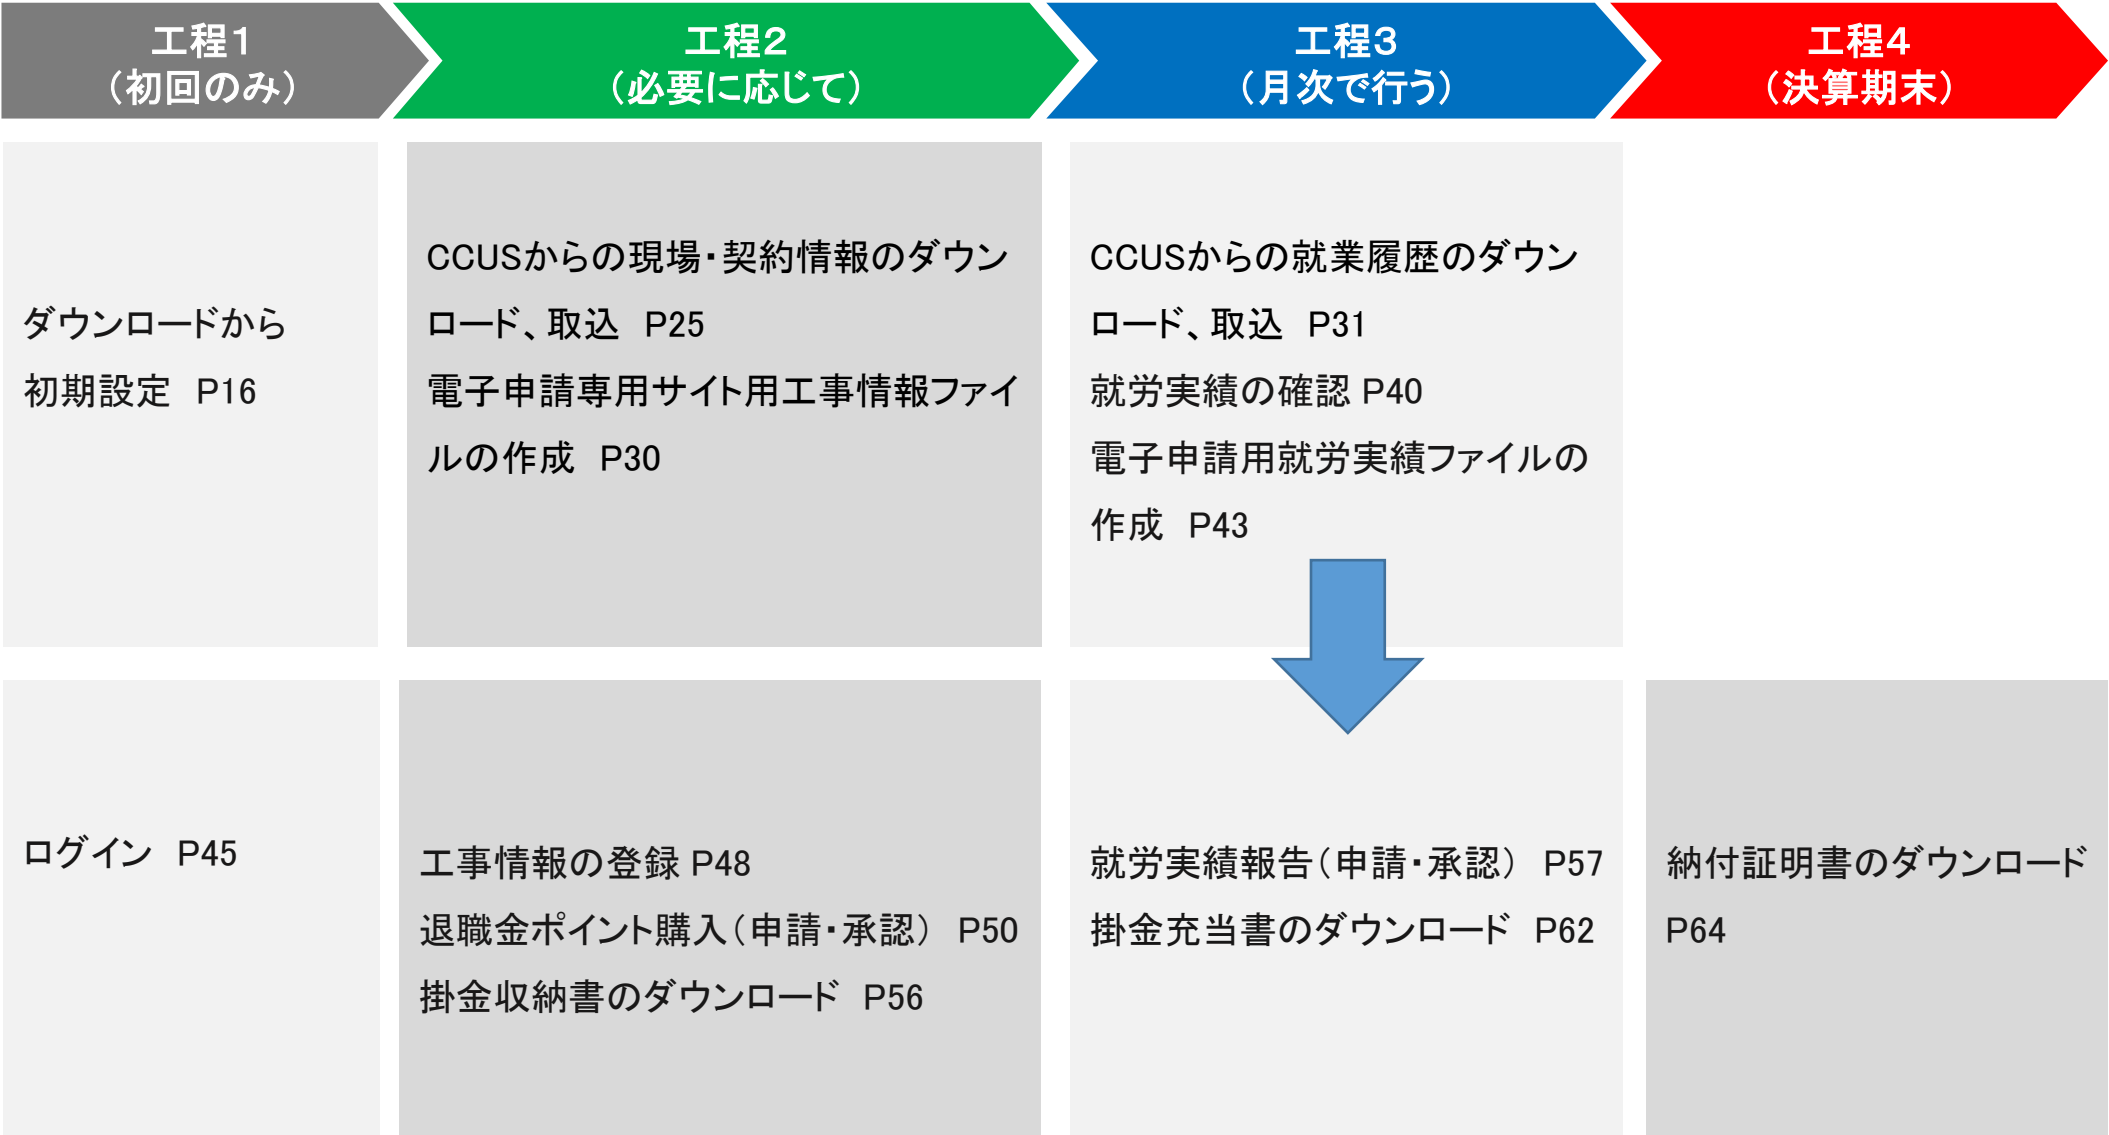 工程1
（初回のみ）
工程2
（必要に応じて）
工程3
（月次で行う）
工程4
（決算期末）
ダウンロードから
初期設定　P16
CCUSからの現場・契約情報のダウン
ロード、取込　P25
電子申請専用サイト用工事情報ファイ
ルの作成　P30
CCUSからの就業履歴のダウン
ロード、取込　P31
就労実績の確認 P40
電子申請用就労実績ファイルの
作成　P43
ログイン　P45
工事情報の登録 P48
退職金ポイント購入（申請・承認）　P50
掛金収納書のダウンロード　P56
就労実績報告（申請・承認）　P57
掛金充当書のダウンロード　P62
納付証明書のダウンロード
P64